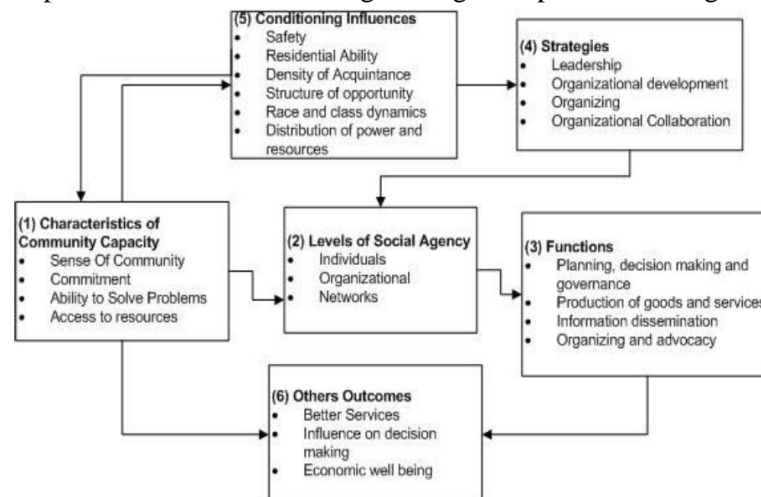 (5) Conditioning Influences
• Safety
• Residential Ability
• Density of Acquintance
• Structure of opportunity
• Race and class dynamics
• Distribution of power and
resources
(4) Strategies
• Leadership
• Organizational development
• Organizing
• Organizational Collaboration
(1) Characteristics of
Community Capacity
• Sense Of Community
• Commitment
• Ability to Solve Problems
• Access to resources
(2) Levels of Social Agency
• Individuals
• Organizational
• Networks
(3) Functions
• Planning, decision making and
governance
• Production of goods and services
• Information dissemination
• Organizing and advocacy
(6) Others Outcomes
• Better Services
• Influence on decision
making
• Economic well being